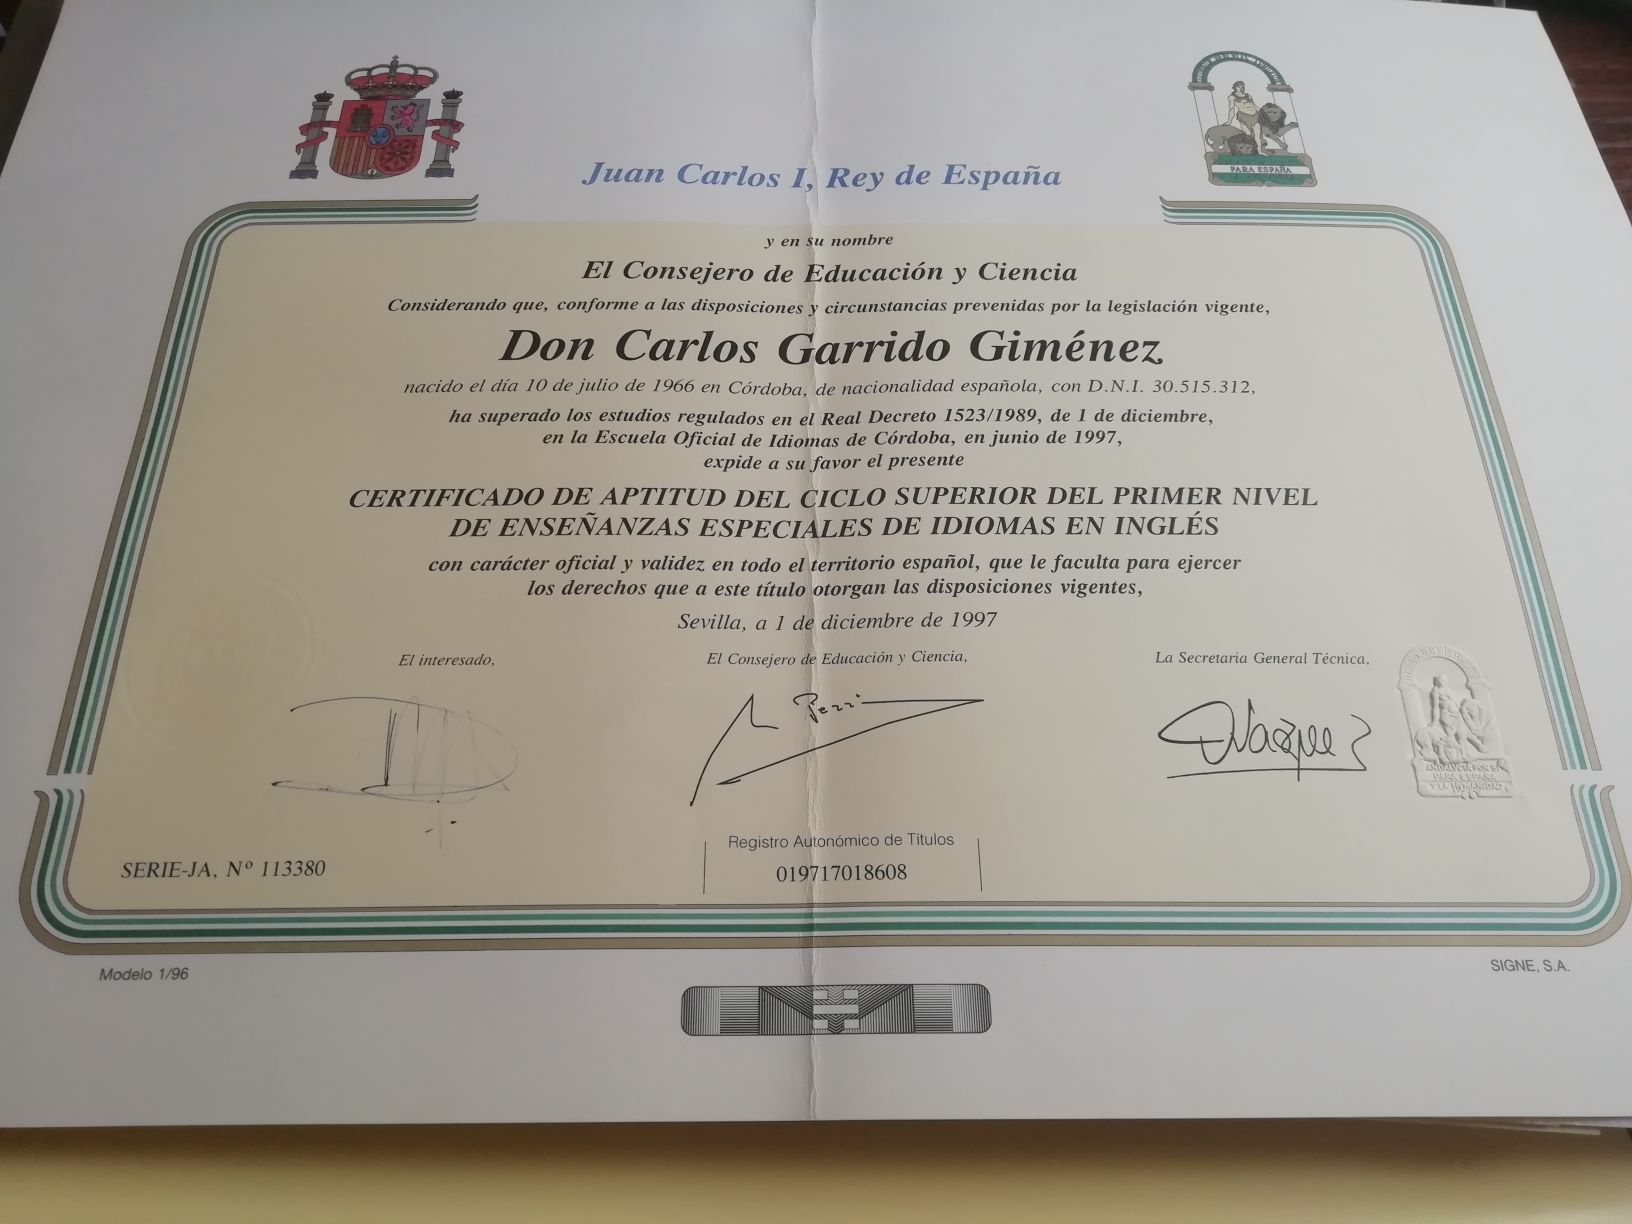 PARA ESPAÑA
Juan Carlos I, Rey de España
y en su nombre
El Consejero de Educación y Ciencia
Considerando que, conforme a las disposiciones y circunstancias prevenidas por la legislación vigente,
Don Carlos Garrido Giménez
nacido el día 10 de julio de 1966 en Córdoba, de nacionalidad española, con D.N.I. 30.515.312,
ha superado los estudios regulados en el Real Decreto 1523/1989, de 1 de diciembre,
en la Escuela Oficial de Idiomas de Córdoba, en junio de 1997,
expide a su favor el presente
CERTIFICADO DE APTITUD DEL CICLO SUPERIOR DEL PRIMER NIVEL
DE ENSEÑANZAS ESPECIALES DE IDIOMAS EN INGLÉS
con carácter oficial y validez en todo el territorio español, que le faculta para ejercer
los derechos que a este título otorgan las disposiciones vigentes,
Sevilla, a 1 de diciembre de 1997
El interesado,
El Consejero de Educación y Ciencia,
La Secretaria General Técnica,
ANDALUCIA POR SI
PARA ESPAÑA
Y LA HUMANIDAD
Registro Autonómico de Títulos
019717018608
SERIE-JA, Nº 113380
Modelo 1/96
SIGNE, S.A.